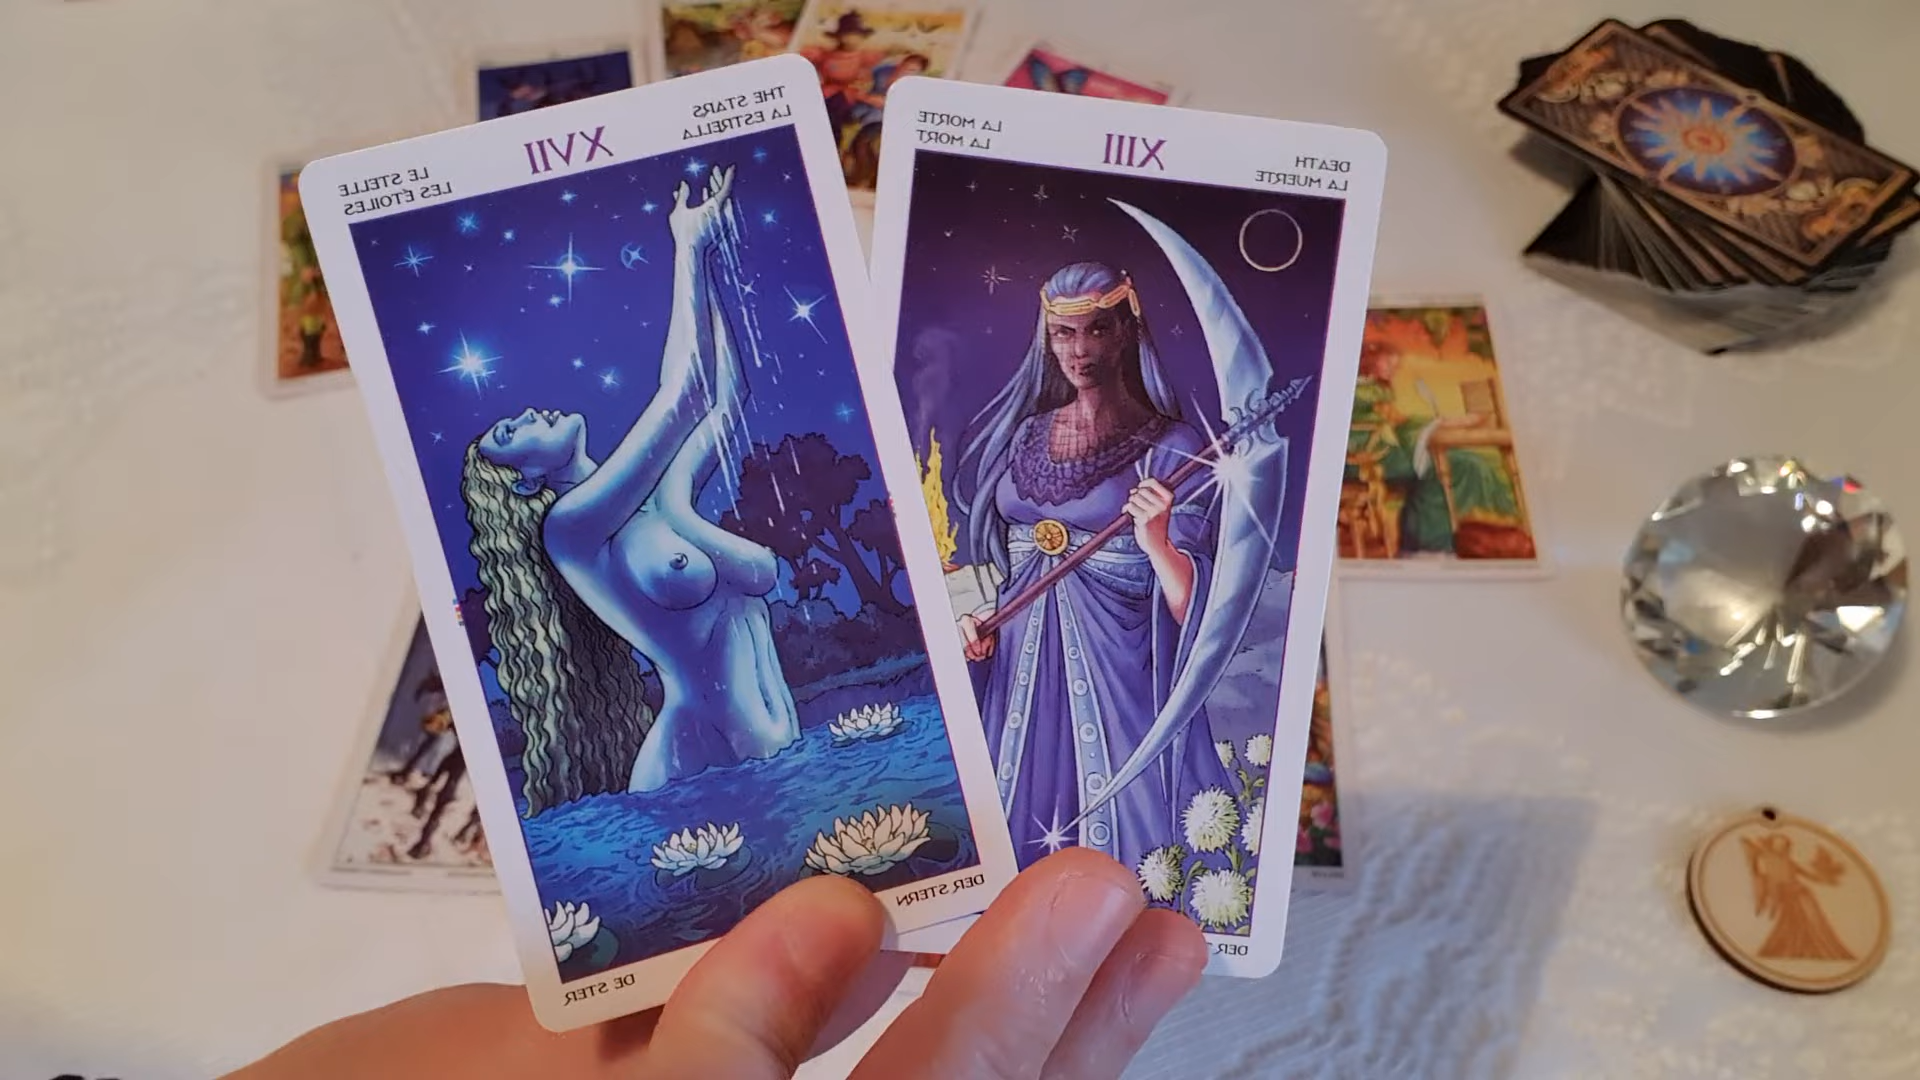 THE STARS
LA ESTRELLA
XVII
LE STELLE
LES ÉTOILES
DER STERN
DE STER
LA MORTE
LA MORT
XIII
DEATH
LA MUERTE
DER